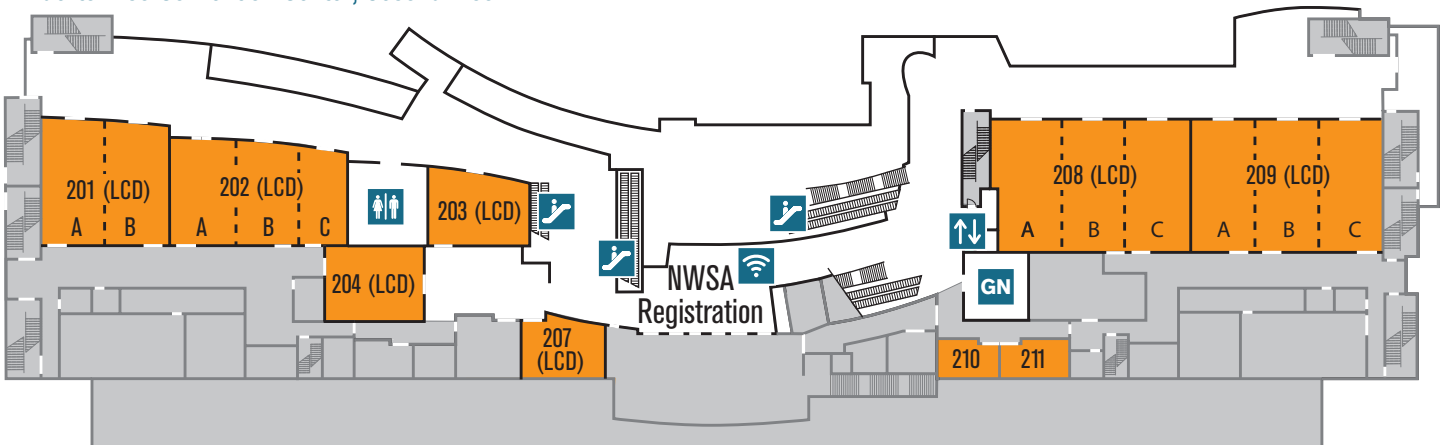 201 (LCD)
A B
202 (LCD)
A B C
203 (LCD)
204 (LCD)
207
(LCD)
NWSA
Registration
GN
208 (LCD)
A B C
209 (LCD)
A B C
210
211